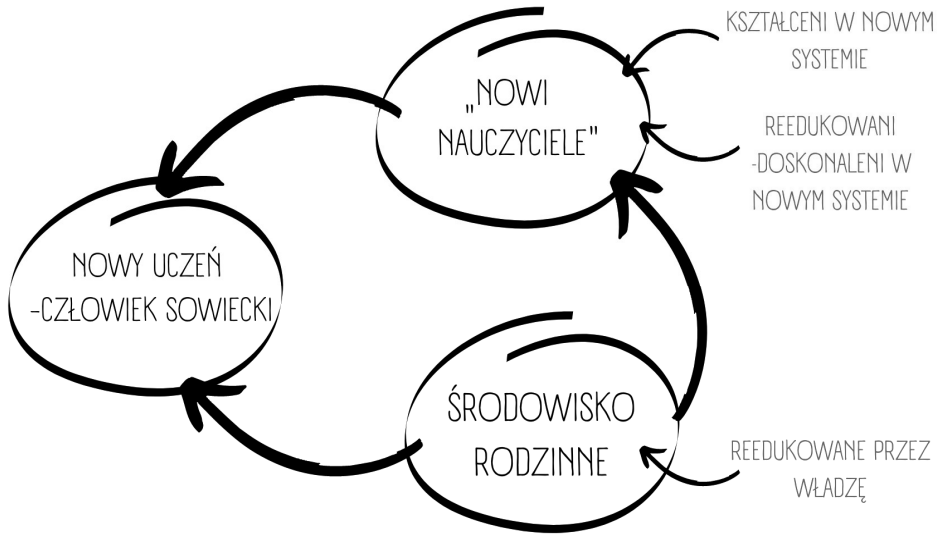 KSZTAŁCENI W NOWYM
SYSTEMIE
„NOWI
NAUCZYCIELE"
REEDUKOWANI
-DOSKONALENI W
NOWYM SYSTEMIE
NOWY UCZEŃ
-CZŁOWIEK SOWIECKI
ŚRODOWISKO
RODZINNE
REEDUKOWANE PRZEZ
WŁADZĘ